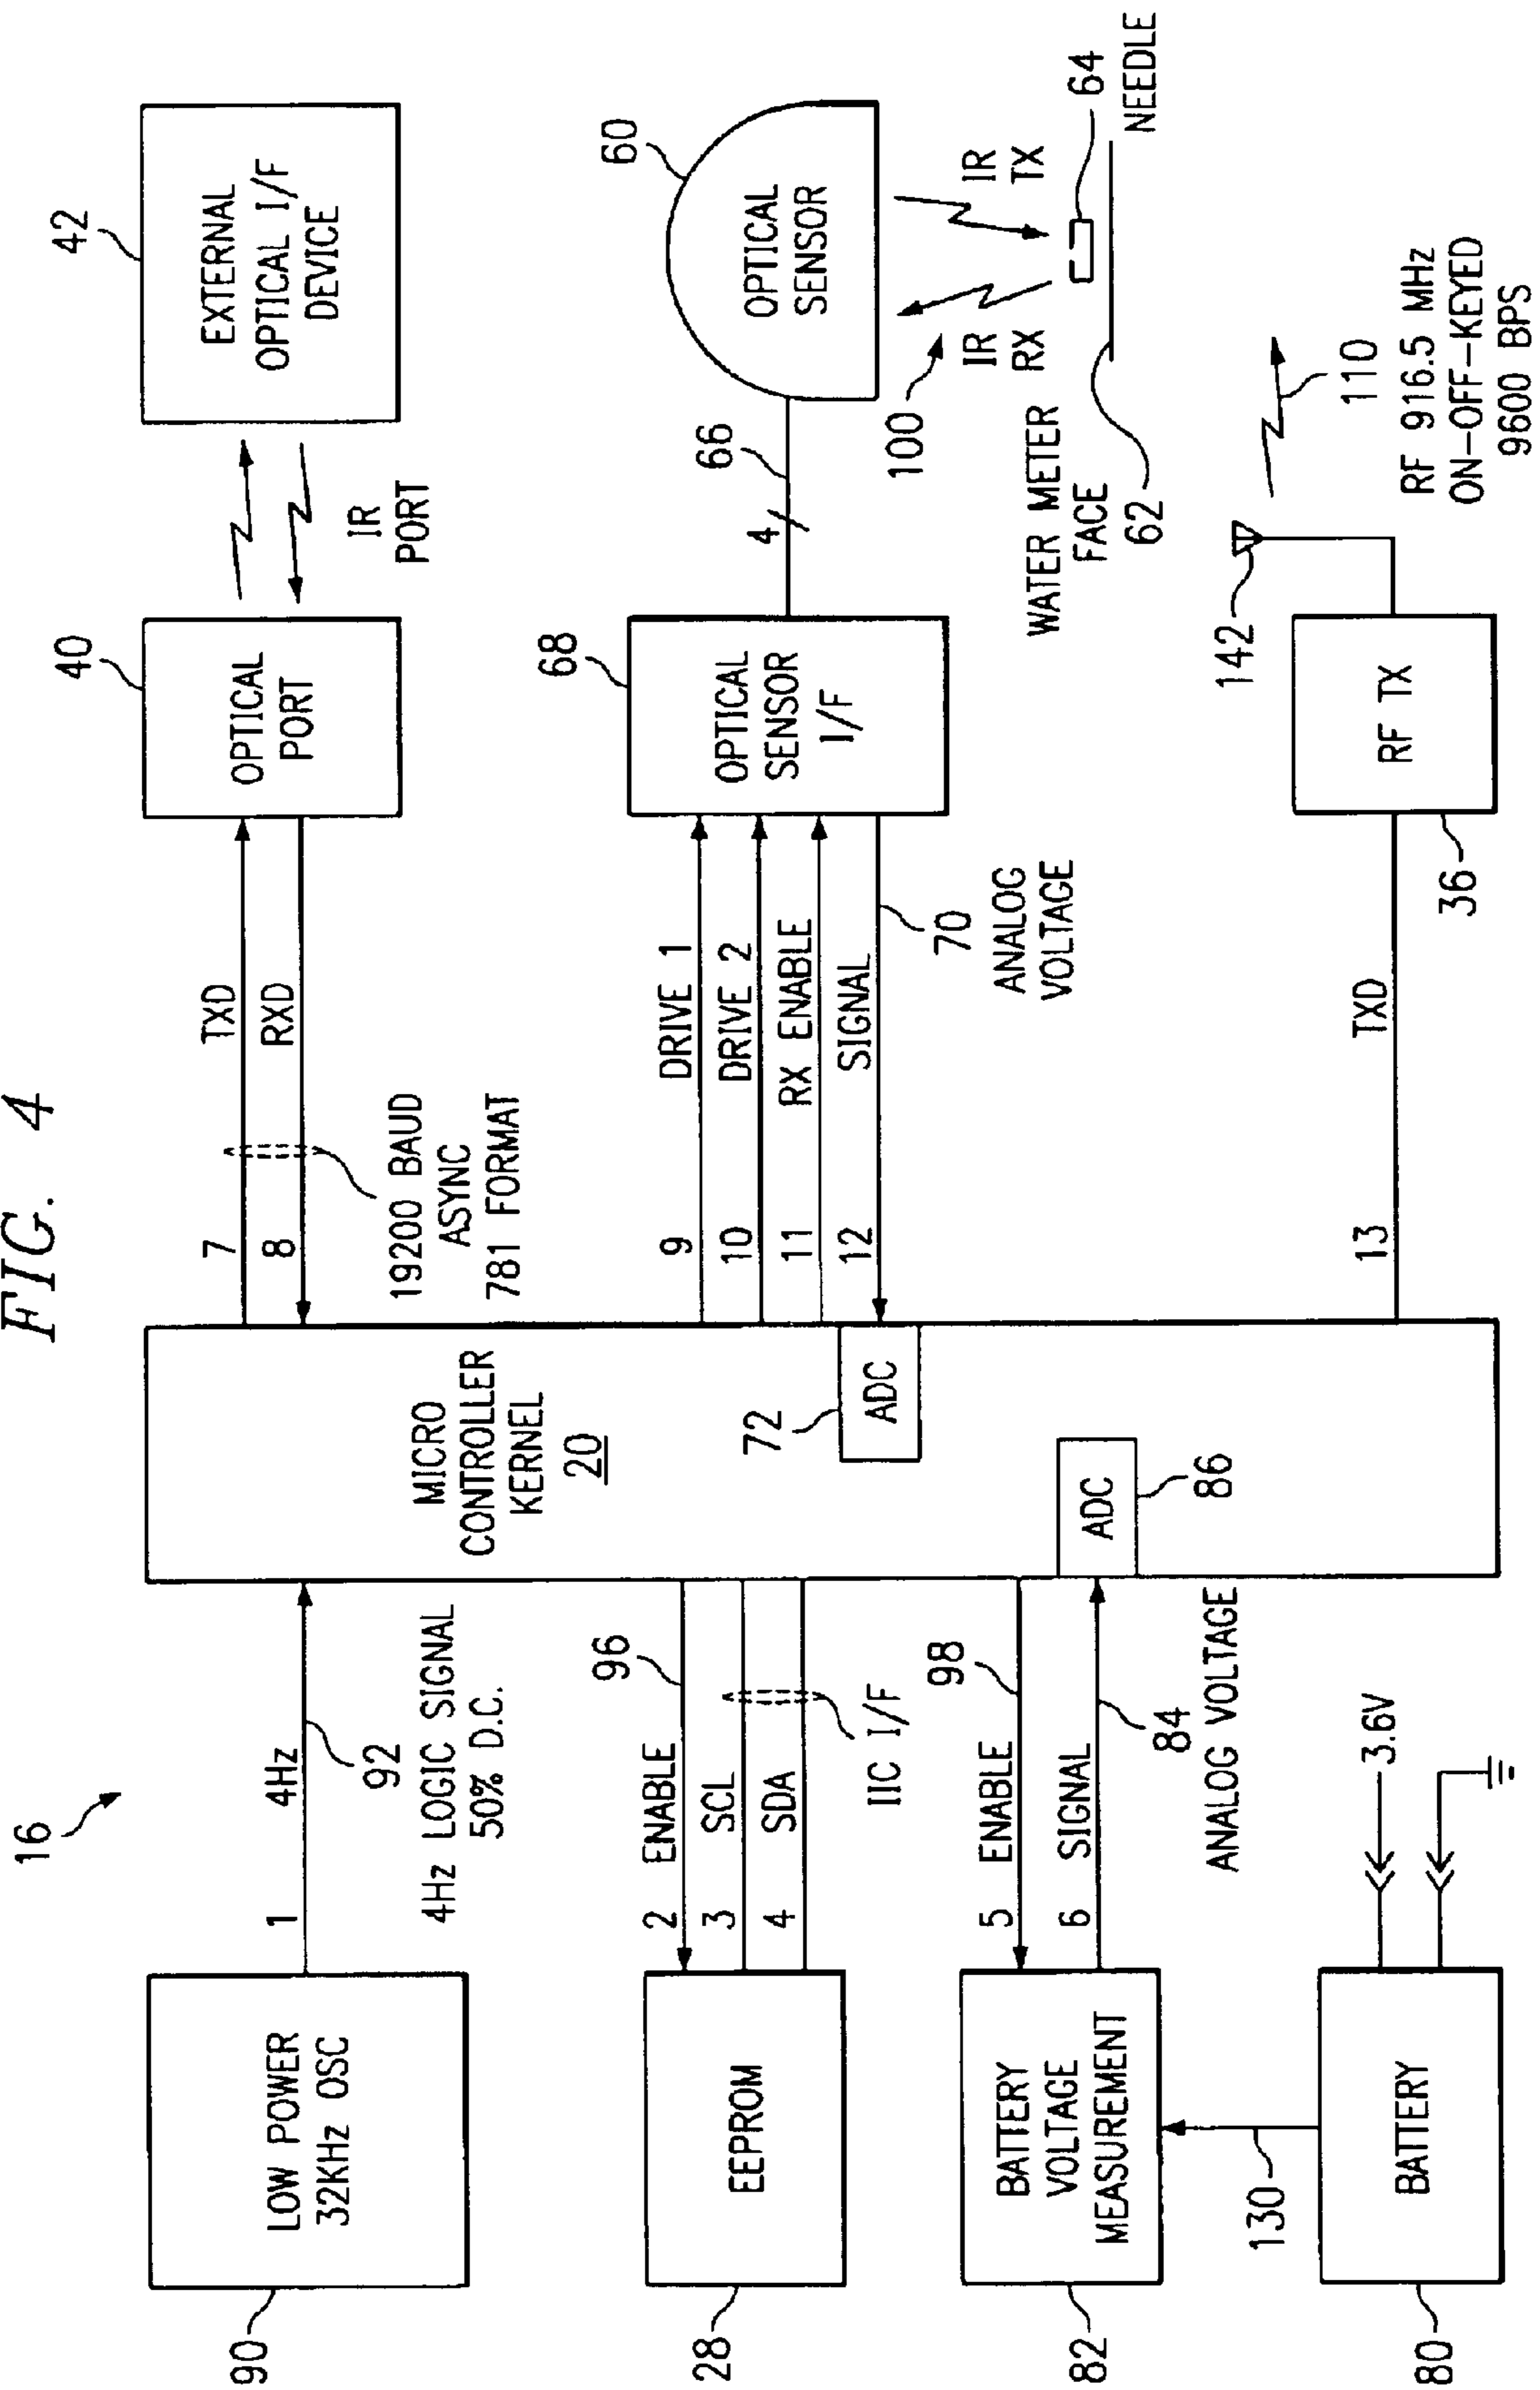 FIG. 4
16
90
LOW POWER
32KHz OSC
1
4Hz
92
4Hz LOGIC SIGNAL
50% D.C.
28
EEPROM
2
ENABLE
96
3
SCL
4
SDA
IIC I/F
82
BATTERY
VOLTAGE
MEASUREMENT
5
ENABLE
98
6
SIGNAL
84
ANALOG VOLTAGE
130
80
BATTERY
3.6V
MICRO
CONTROLLER
KERNEL
20
72
ADC
ADC
86
7
TXD
8
RXD
19200 BAUD
ASYNC
781 FORMAT
40
OPTICAL
PORT
IR
PORT
42
EXTERNAL
OPTICAL I/F
DEVICE
9
DRIVE 1
10
DRIVE 2
11
RX ENABLE
12
SIGNAL
70
ANALOG
VOLTAGE
68
OPTICAL
SENSOR
I/F
4
66
60
OPTICAL
SENSOR
100
IR
RX
IR
TX
64
NEEDLE
WATER METER
FACE
62
13
TXD
36
RF TX
142
110
RF 916.5 MHz
ON-OFF-KEYED
9600 BPS